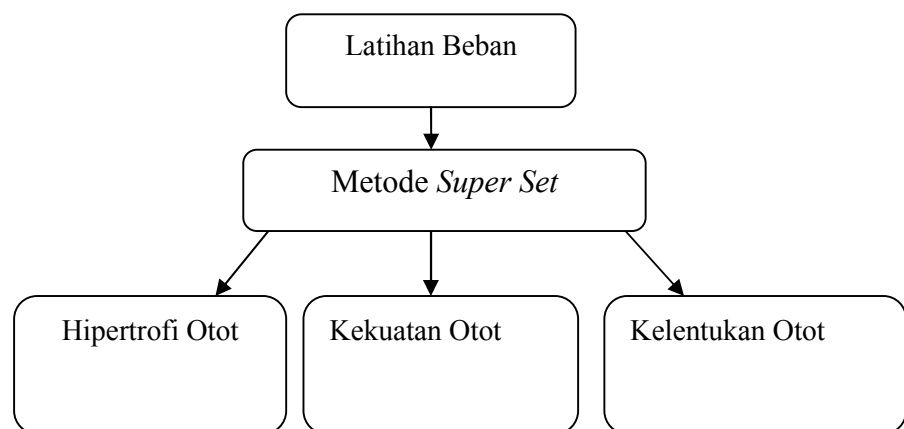 Latihan Beban
Metode Super Set
Hipertrofi Otot
Kekuatan Otot
Kelentukan Otot